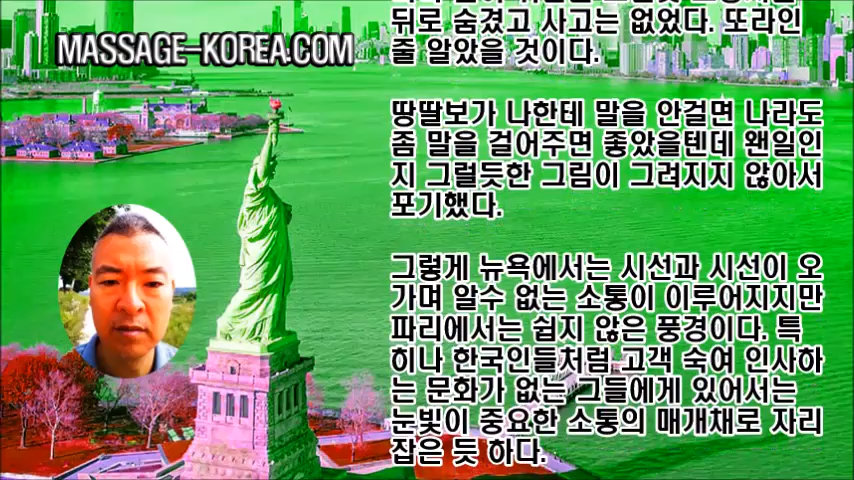 MASSAGE-KOREA.COM
뒤로 숨겼고 사고는 없었다. 또라인
줄 알았을 것이다.
땅딸보가 나한테 말을 안걸면 나라도
좀 말을 걸어주면 좋았을텐데 왠일인
지 그럴듯한 그림이 그려지지 않아서
포기했다.
그렇게 뉴욕에서는 시선과 시선이 오
가며 알수 없는 소통이 이루어지지만
파리에서는 쉽지 않은 풍경이다. 특
히나 한국인들처럼 고객 숙여 인사하
는 문화가 없는 그들에게 있어서는
눈빛이 중요한 소통의 매개채로 자리
잡은 듯 하다.